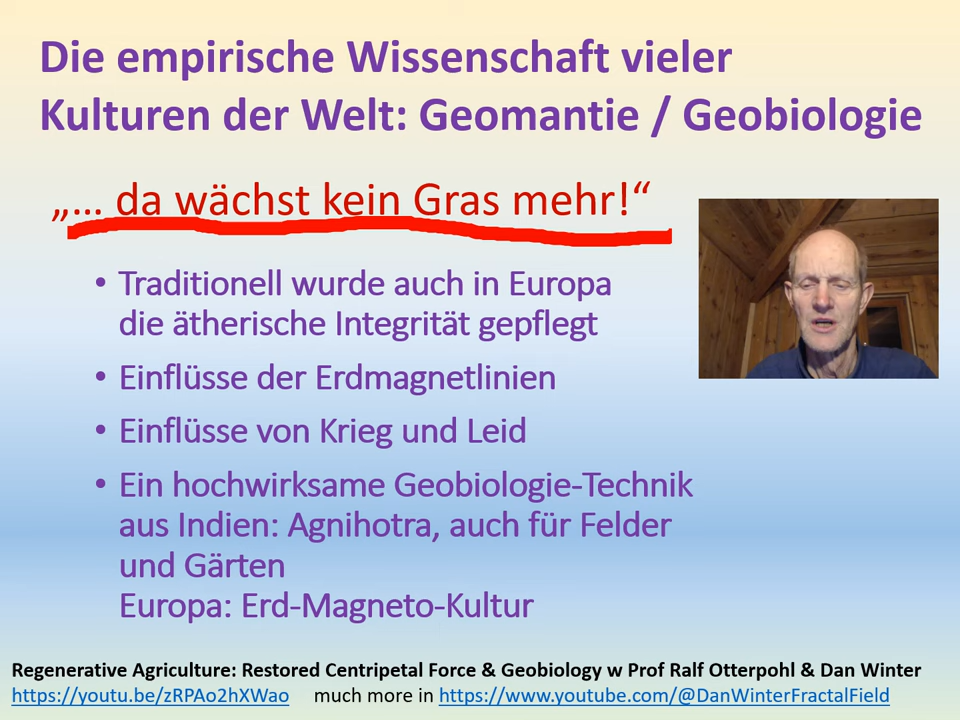 Die empirische Wissenschaft vieler
Kulturen der Welt: Geomantie / Geobiologie
„… da wächst kein Gras mehr!“
• Traditionell wurde auch in Europa
die ätherische Integrität gepflegt
• Einflüsse der Erdmagnetlinien
• Einflüsse von Krieg und Leid
• Ein hochwirksame Geobiologie-Technik
aus Indien: Agnihotra, auch für Felder
und Gärten
Europa: Erd-Magneto-Kultur
Regenerative Agriculture: Restored Centripetal Force & Geobiology w Prof Ralf Otterpohl & Dan Winter
https://youtu.be/zRPAo2hXWao much more in https://www.youtube.com/@DanWinterFractalField